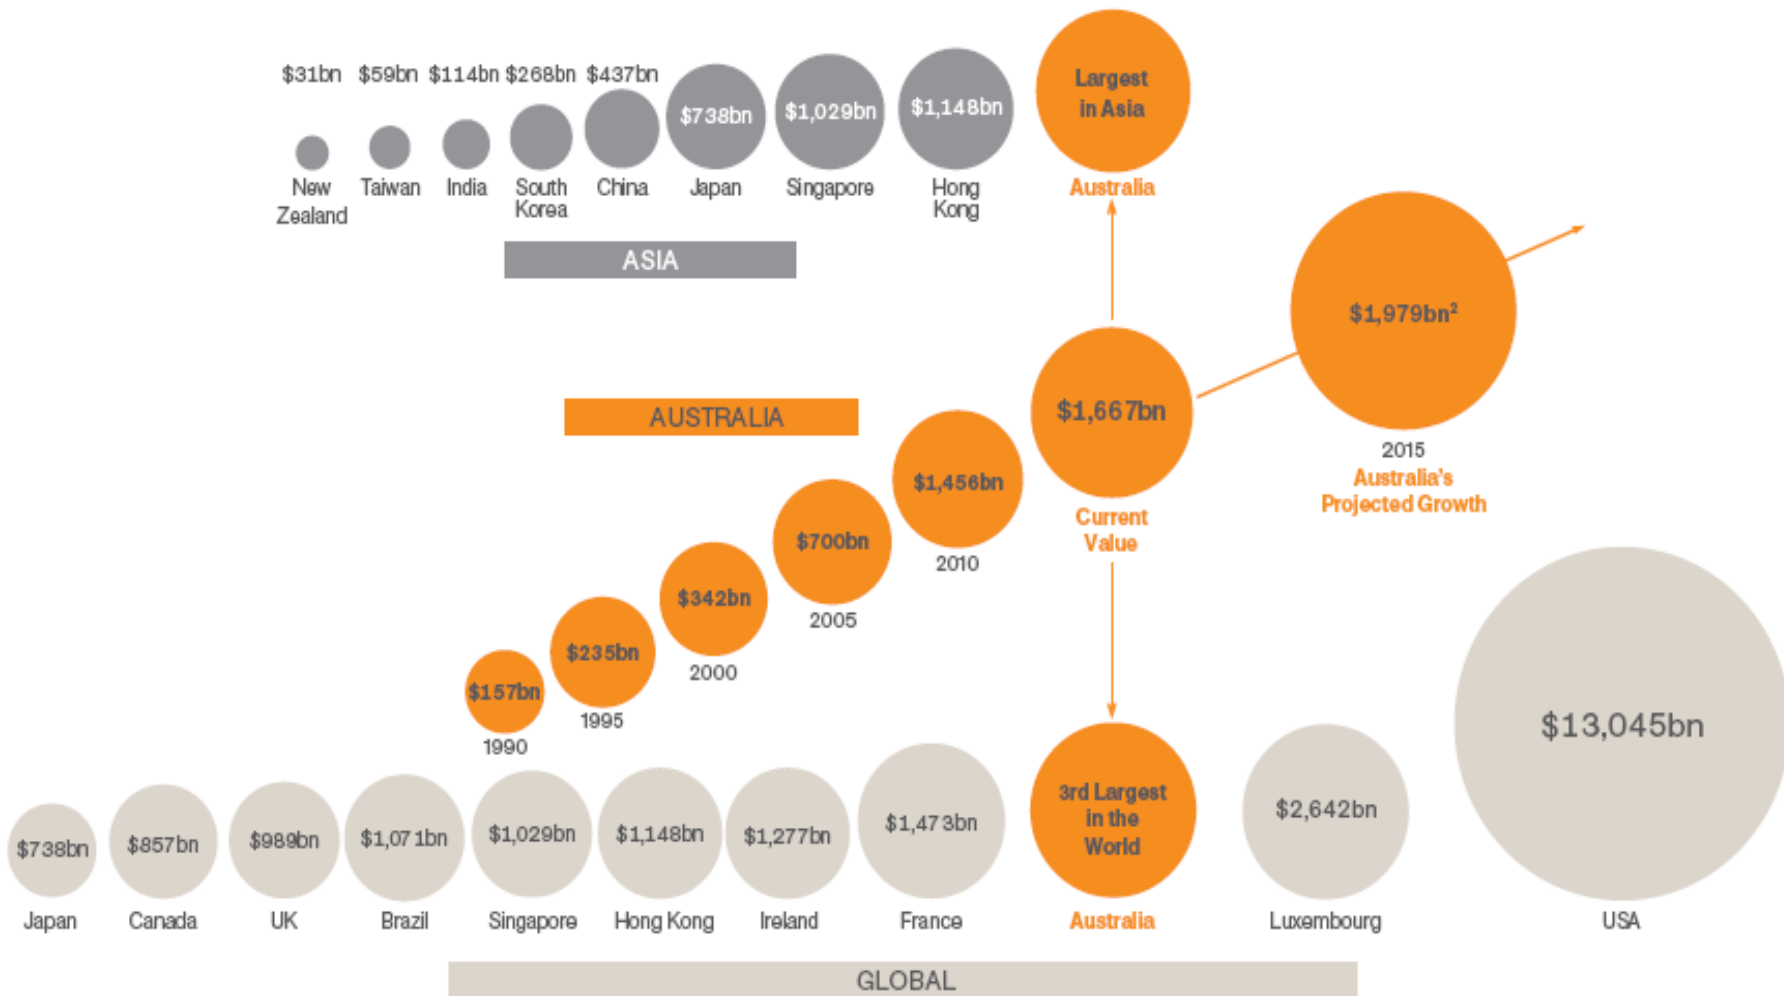 $31bn $59bn $114bn $268bn $437bn
$738bn $1,029bn $1,148bn
Largest
in Asia
New
Zealand
Taiwan
India
South
Korea
China
Japan
Singapore
Hong
Kong
Australia
ASIA
$1,979bn²
2015
Australia's
Projected Growth
AUSTRALIA
$1,667bn
Current
Value
$1,456bn
2010
$700bn
2005
$342bn
2000
$235bn
1995
$157bn
1990
$13,045bn
$738bn $857bn $989bn $1,071bn $1,029bn $1,148bn $1,277bn $1,473bn
3rd Largest
in the
World
$2,642bn
Japan Canada UK Brazil Singapore Hong Kong Ireland France Australia Luxembourg USA
GLOBAL